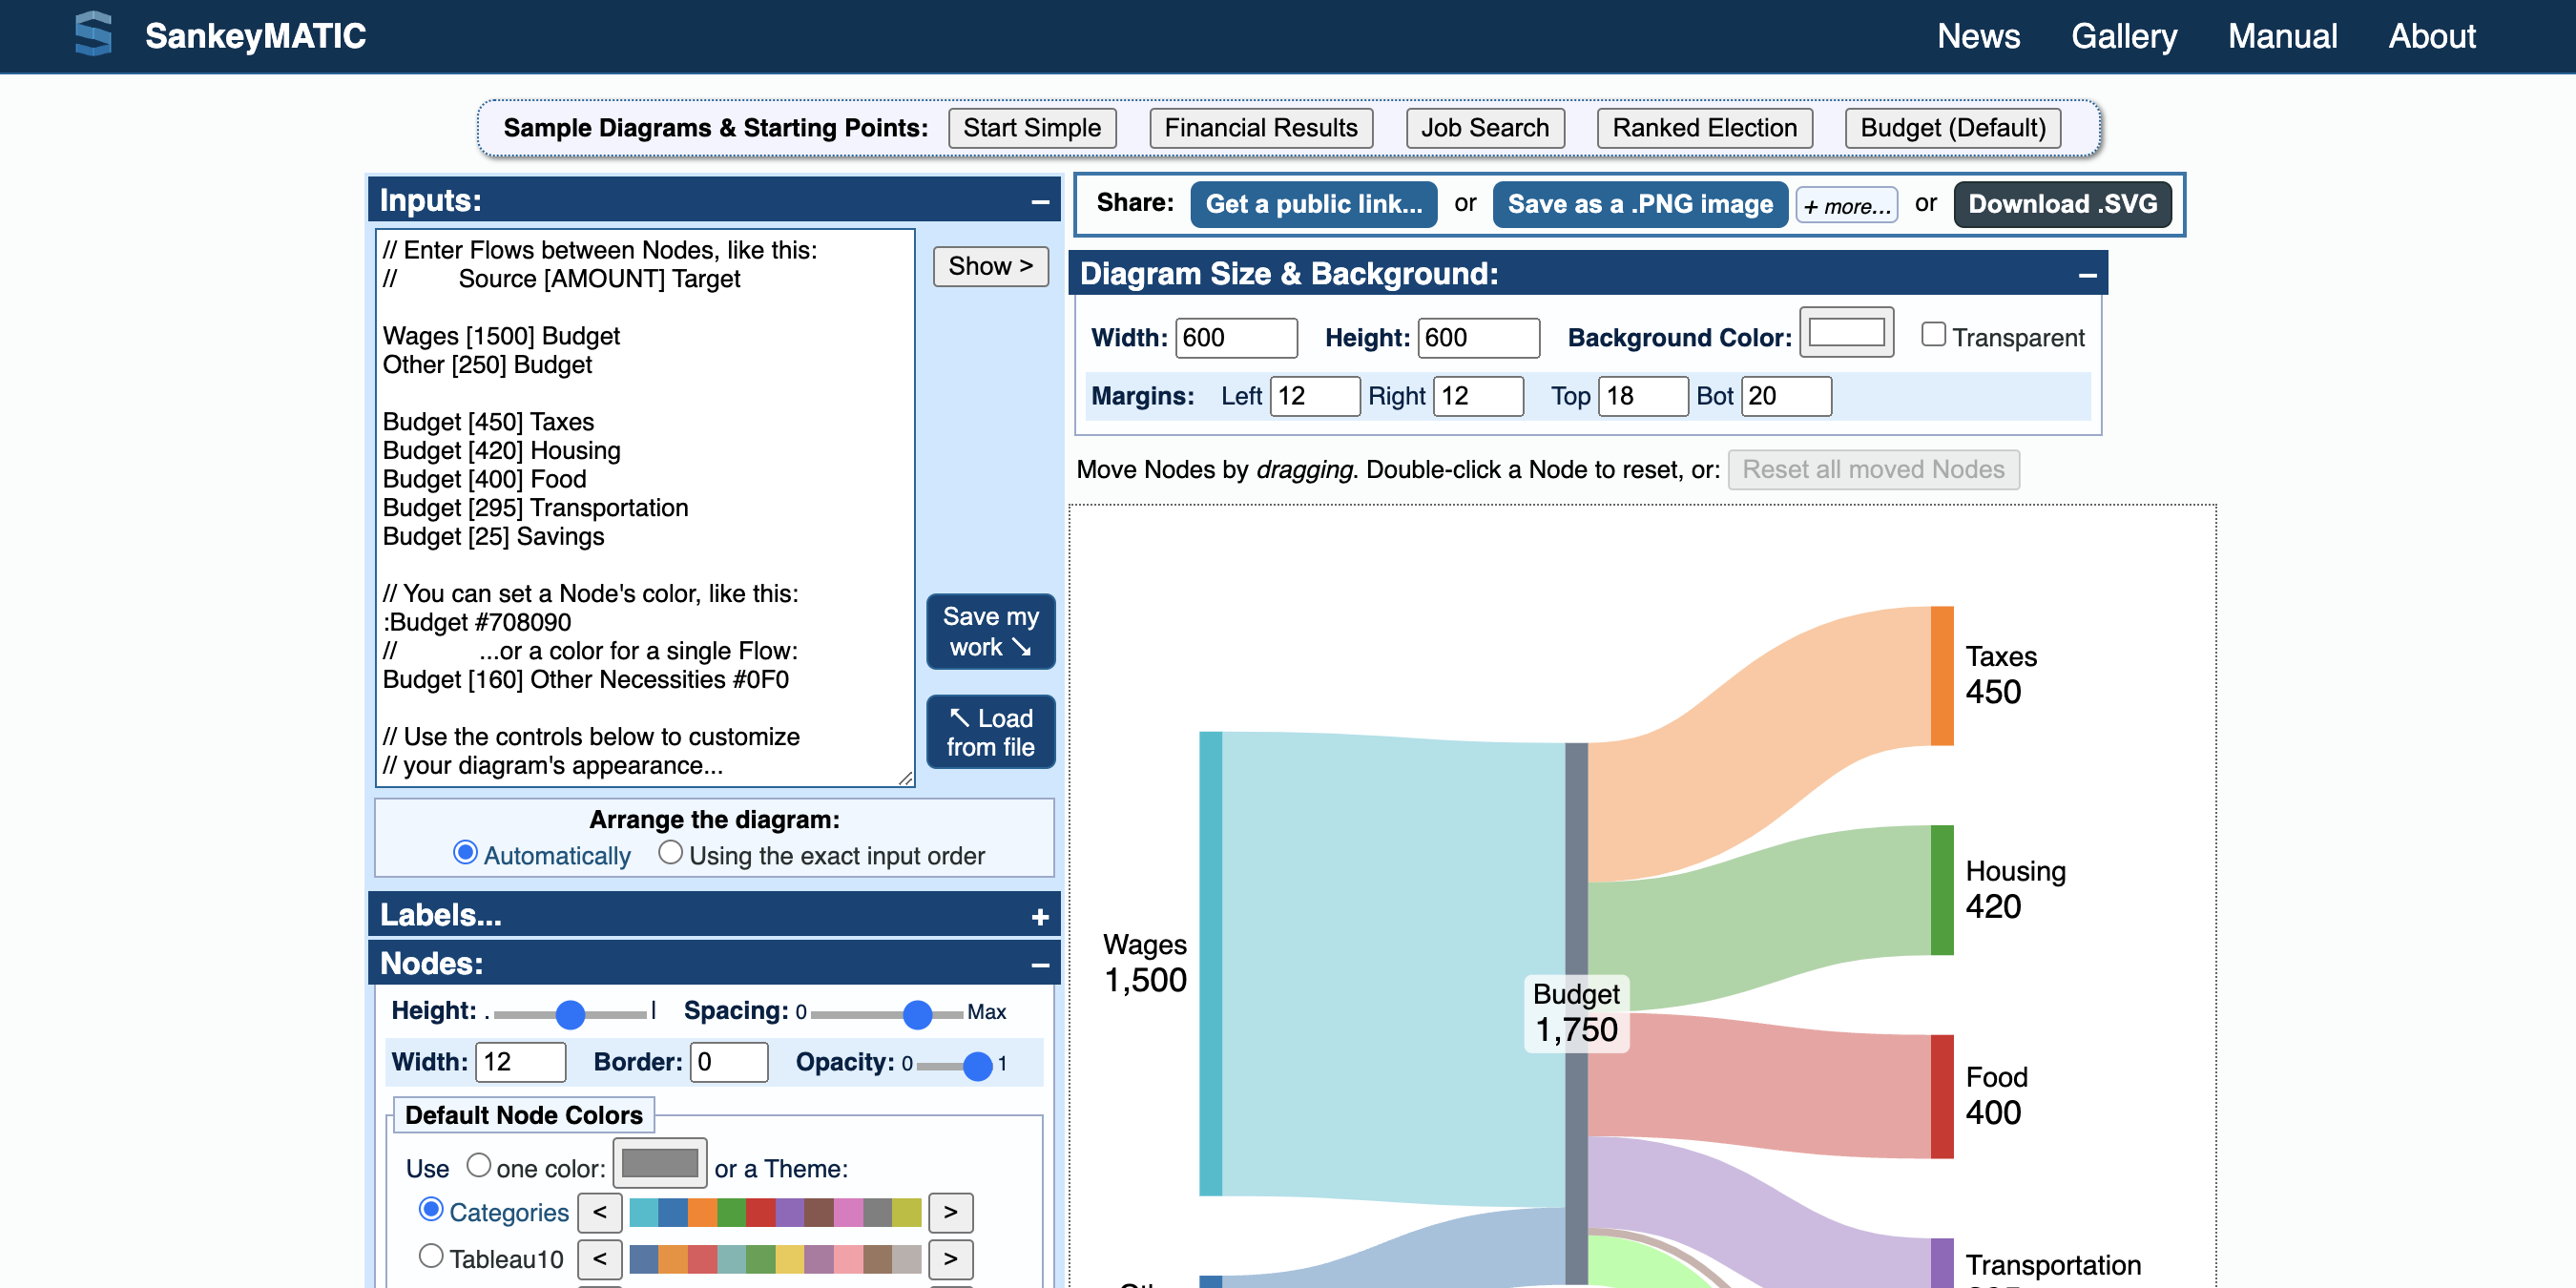 SankeyMATIC
News Gallery Manual About
Sample Diagrams & Starting Points: Start Simple Financial Results Job Search Ranked Election Budget (Default)
Inputs: −
// Enter Flows between Nodes, like this:
// Source [AMOUNT] Target
Wages [1500] Budget
Other [250] Budget
Budget [450] Taxes
Budget [420] Housing
Budget [400] Food
Budget [295] Transportation
Budget [25] Savings
// You can set a Node's color, like this:
:Budget #708090
// ...or a color for a single Flow:
Budget [160] Other Necessities #0F0
// Use the controls below to customize
// your diagram's appearance...
Show >
Save my
work ↘
↖ Load
from file
Arrange the diagram:
Automatically Using the exact input order
Labels... +
Nodes: −
Height: . | Spacing: 0 Max
Width: 12 Border: 0 Opacity: 0 1
Default Node Colors
Use one color: or a Theme:
Categories < >
Tableau10 < >
Share: Get a public link... or Save as a .PNG image + more... or Download .SVG
Diagram Size & Background: −
Width: 600 Height: 600 Background Color: Transparent
Margins: Left 12 Right 12 Top 18 Bot 20
Move Nodes by dragging. Double-click a Node to reset, or: Reset all moved Nodes
Taxes
450
Housing
420
Wages
1,500
Budget
1,750
Food
400
Transportation